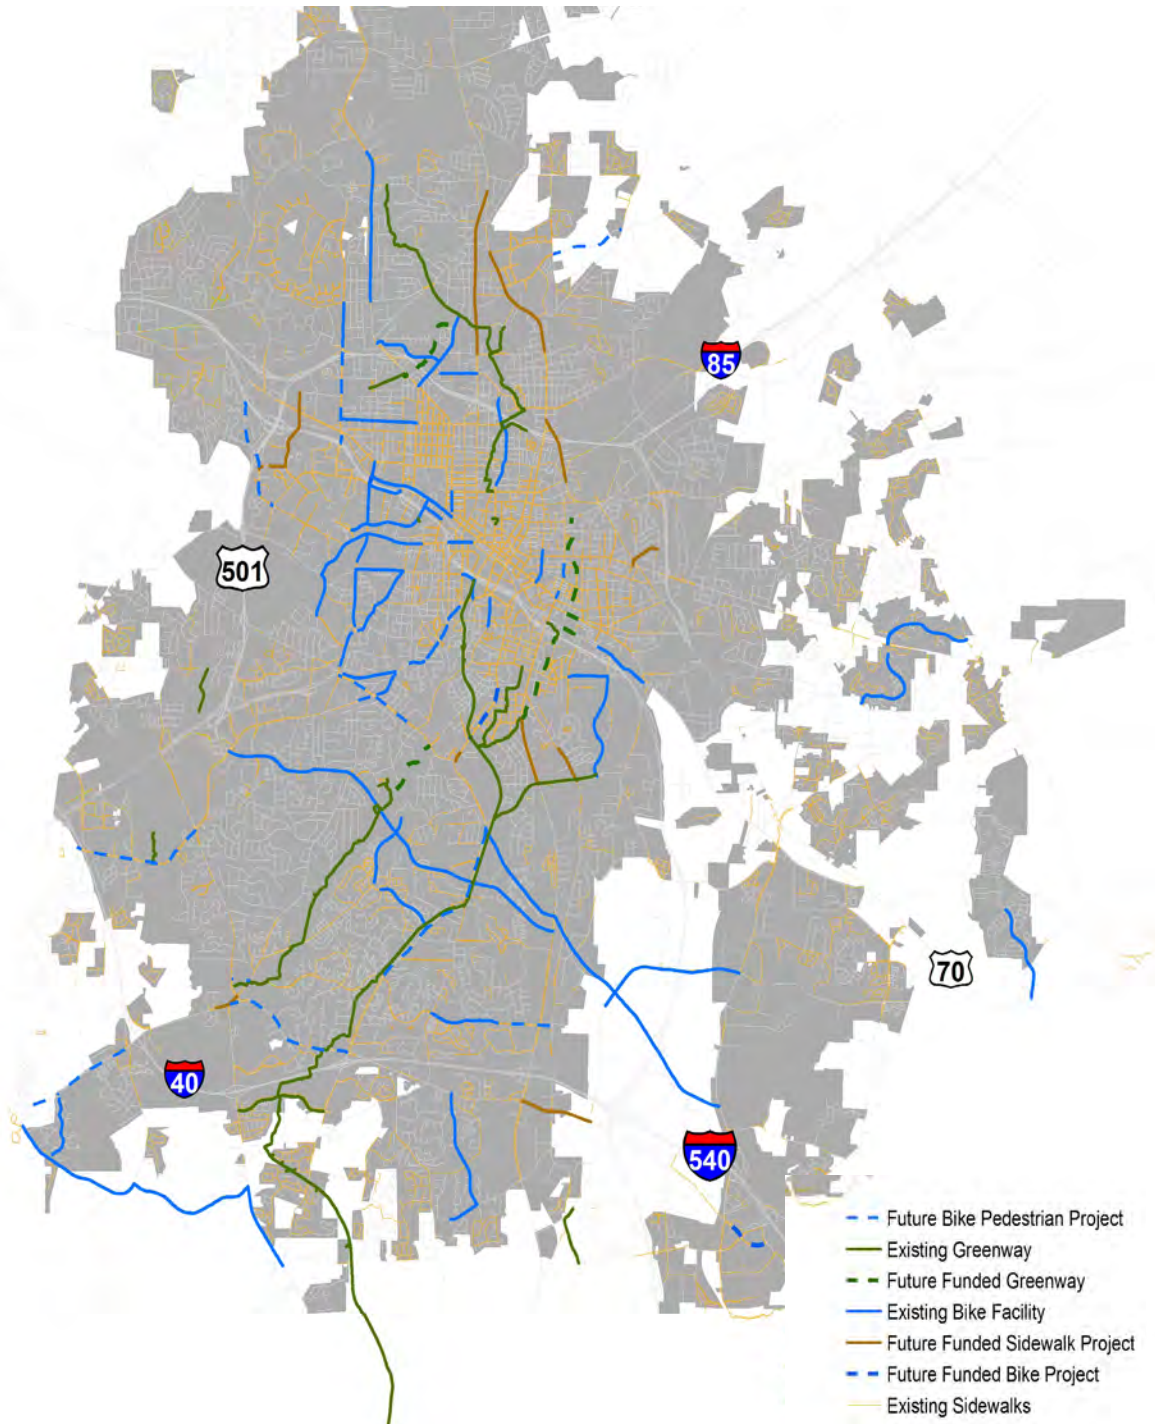 85
501
70
40
540
Future Bike Pedestrian Project
Existing Greenway
Future Funded Greenway
Existing Bike Facility
Future Funded Sidewalk Project
Future Funded Bike Project
Existing Sidewalks